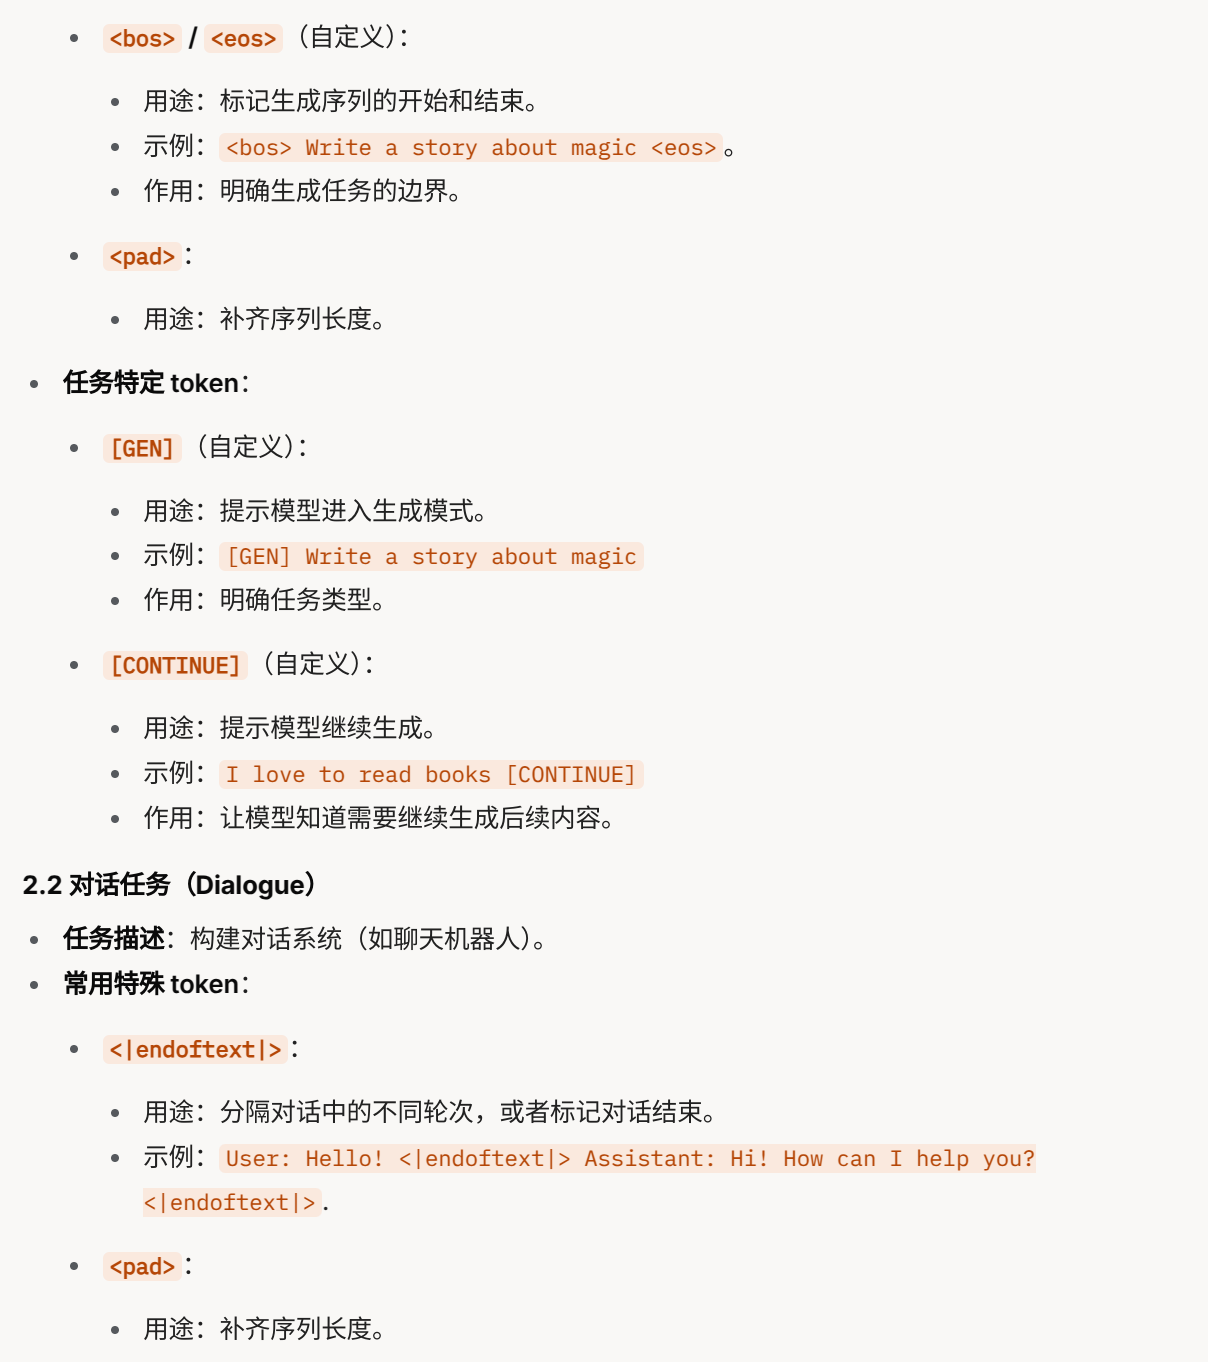 <bos> / <eos>（自定义）：
用途：标记生成序列的开始和结束。
示例：<bos> Write a story about magic <eos>。
作用：明确生成任务的边界。
<pad>：
用途：补齐序列长度。
任务特定 token：
[GEN]（自定义）：
用途：提示模型进入生成模式。
示例：[GEN] Write a story about magic
作用：明确任务类型。
[CONTINUE]（自定义）：
用途：提示模型继续生成。
示例：I love to read books [CONTINUE]
作用：让模型知道需要继续生成后续内容。
2.2 对话任务（Dialogue）
任务描述：构建对话系统（如聊天机器人）。
常用特殊 token：
<|endoftext|>：
用途：分隔对话中的不同轮次，或者标记对话结束。
示例：User: Hello! <|endoftext|> Assistant: Hi! How can I help you?
<|endoftext|>.
<pad>：
用途：补齐序列长度。